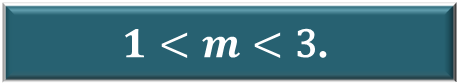 1 < m < 3.